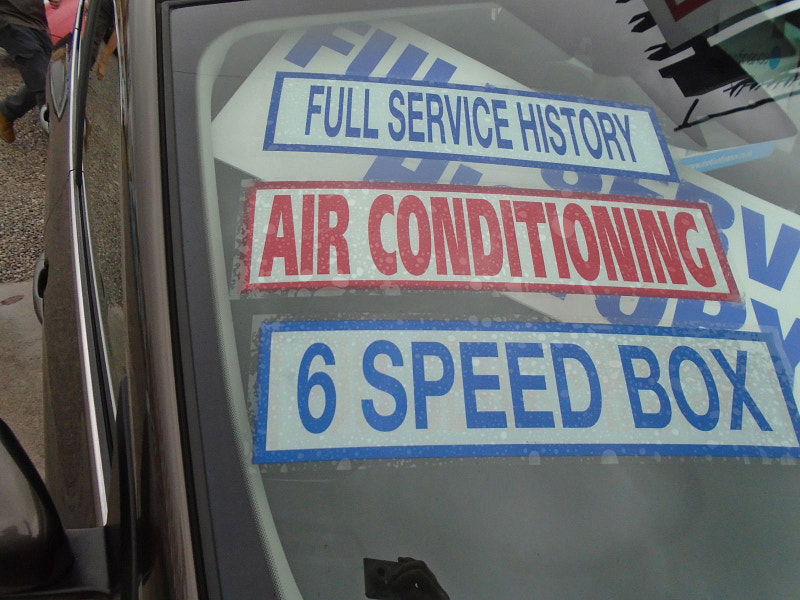 FULL SERVICE HISTORY
AIR CONDITIONING
6 SPEED BOX